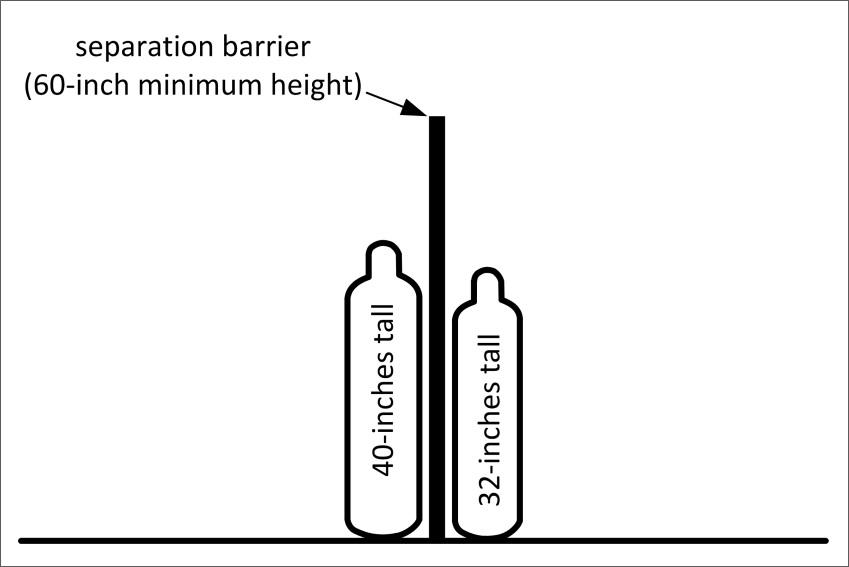 separation barrier
(60-inch minimum height)
40-inches tall
32-inches tall